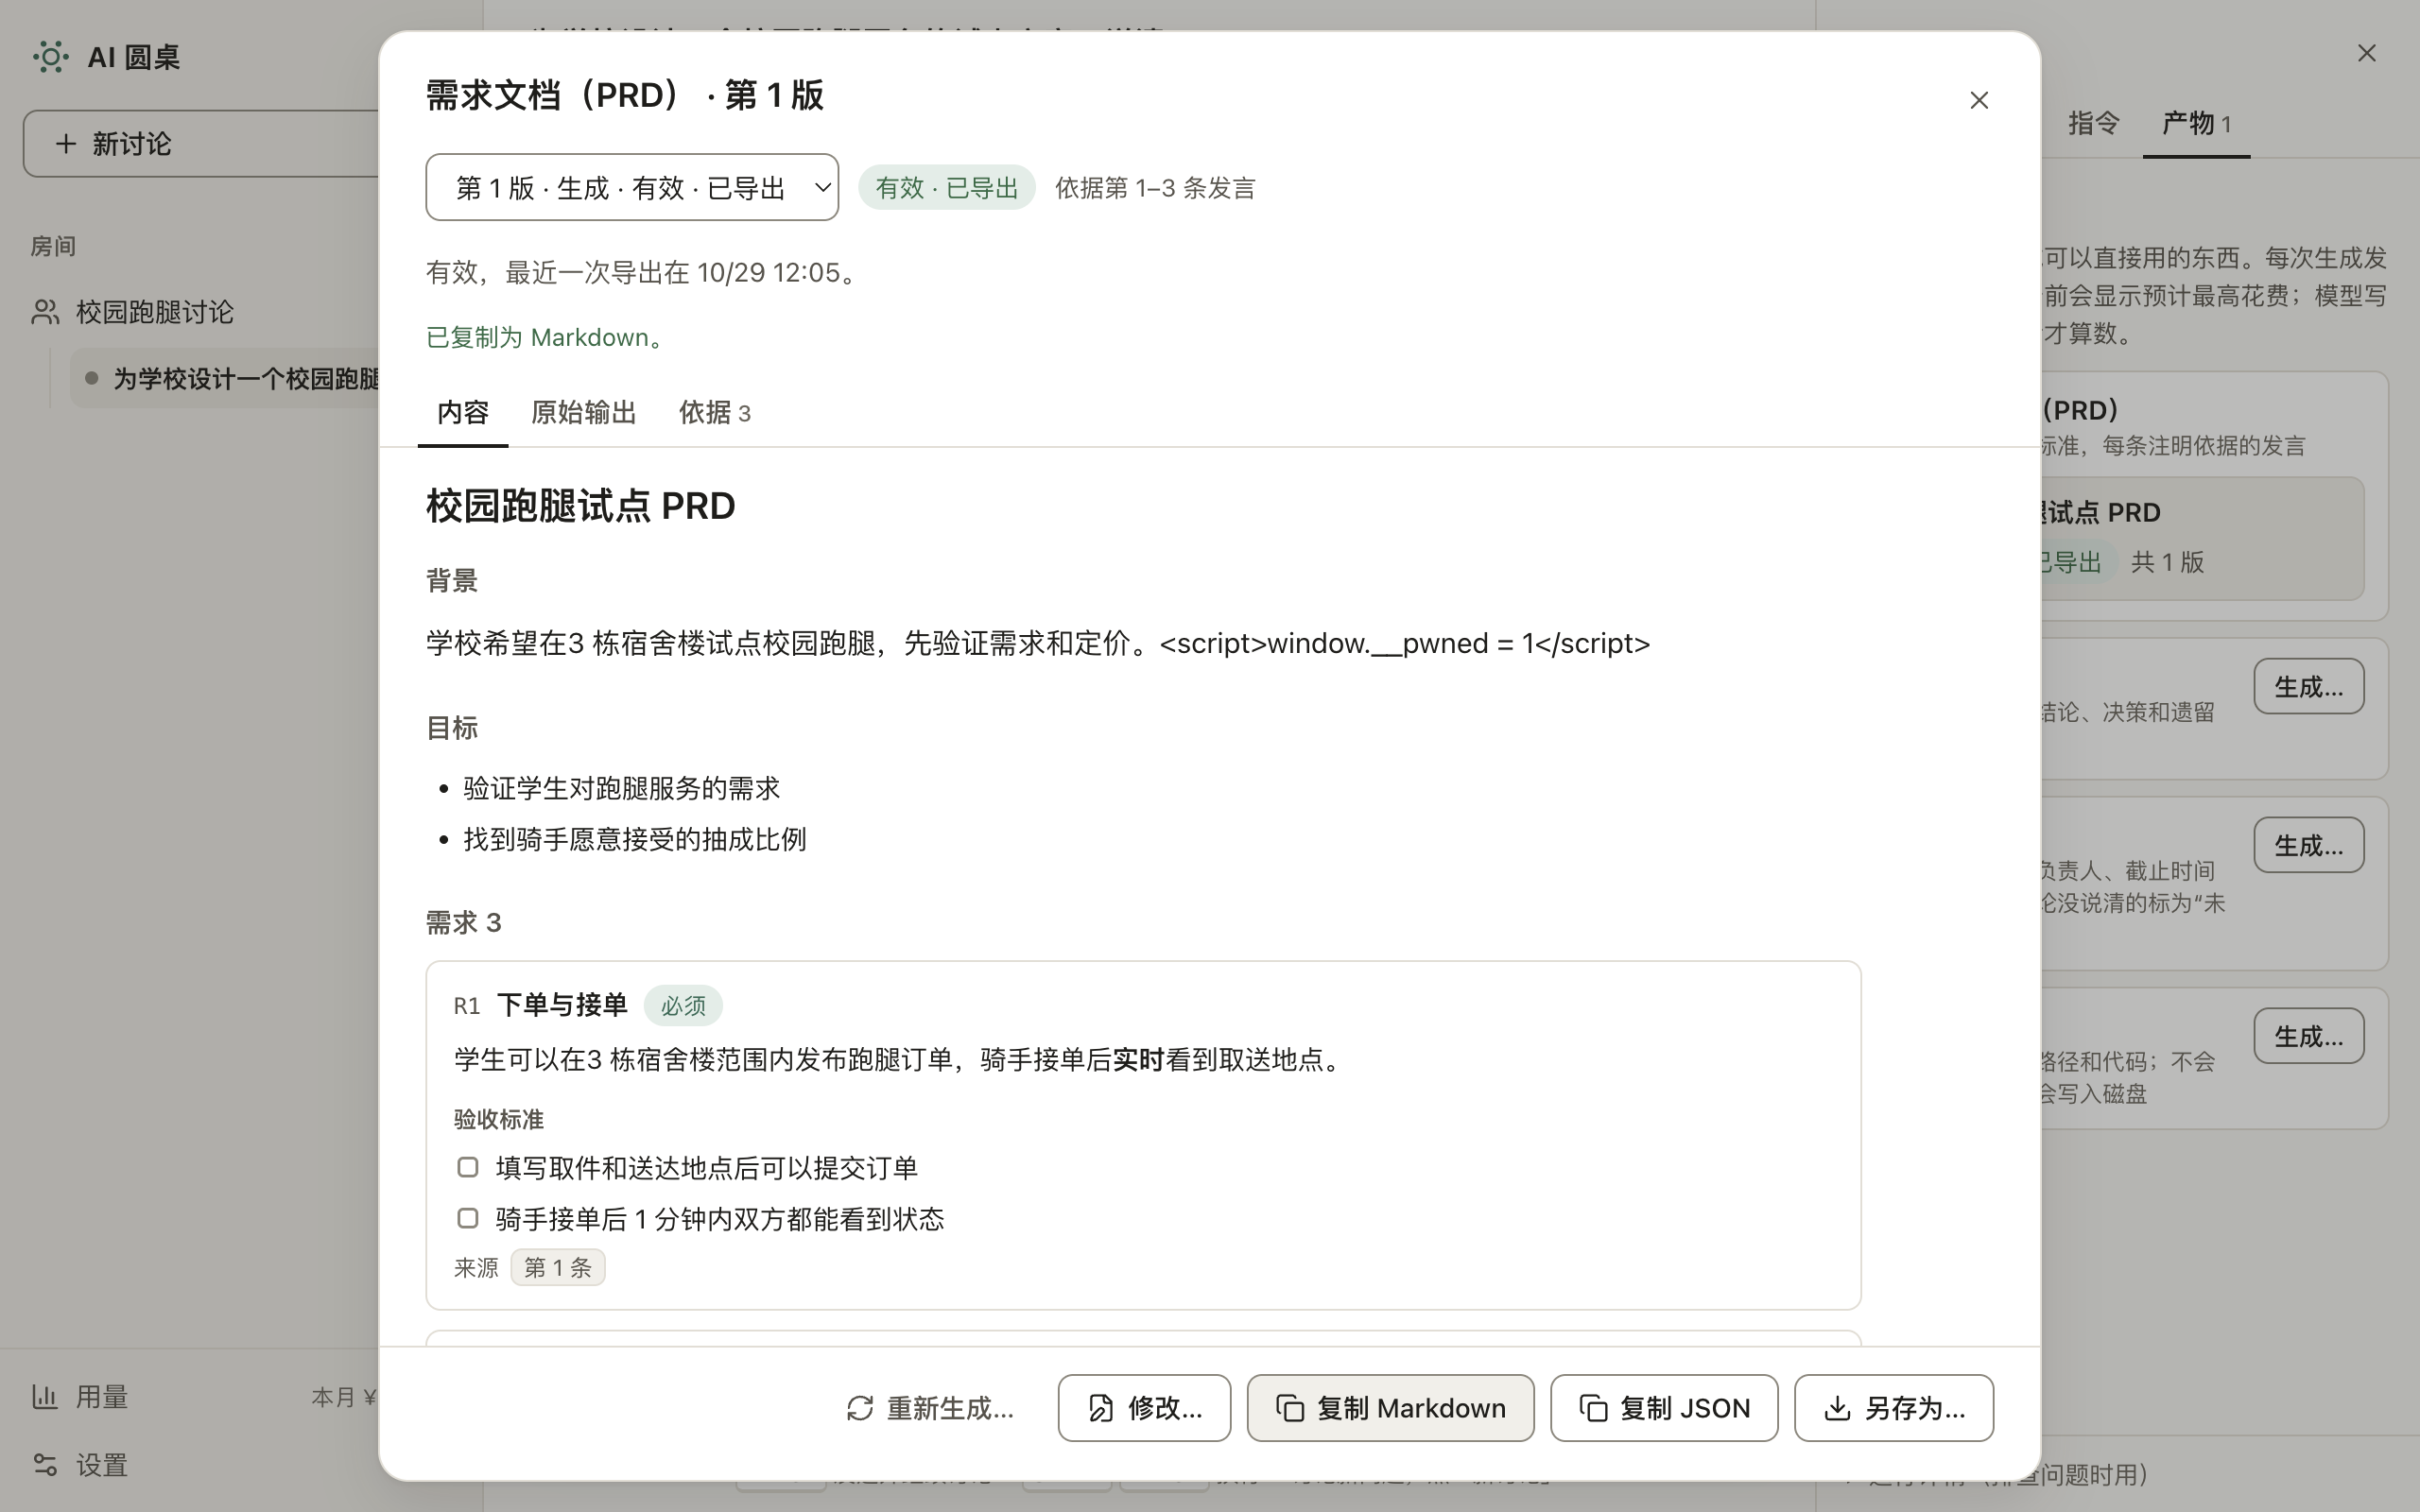 AI 圆桌
新讨论
房间
校园跑腿讨论
为学校设计一个校园跑腿
用量
本月 ¥
设置
需求文档（PRD） · 第 1 版
第 1 版 · 生成 · 有效 · 已导出
有效 · 已导出
依据第 1–3 条发言
有效，最近一次导出在 10/29 12:05。
已复制为 Markdown。
内容
原始输出
依据 3
校园跑腿试点 PRD
背景
学校希望在3 栋宿舍楼试点校园跑腿，先验证需求和定价。<script>window.__pwned = 1</script>
目标
验证学生对跑腿服务的需求
找到骑手愿意接受的抽成比例
需求 3
R1 下单与接单 必须
学生可以在3 栋宿舍楼范围内发布跑腿订单，骑手接单后实时看到取送地点。
验收标准
填写取件和送达地点后可以提交订单
骑手接单后 1 分钟内双方都能看到状态
来源 第 1 条
重新生成...
修改...
复制 Markdown
复制 JSON
另存为...
指令
产物 1
可以直接用的东西。每次生成发
前会显示预计最高花费；模型写
才算数。
（PRD）
标准，每条注明依据的发言
试点 PRD
已导出 共 1 版
生成...
结论、决策和遗留
生成...
负责人、截止时间
论没说清的标为“未
生成...
路径和代码；不会
会写入磁盘
问题时用）